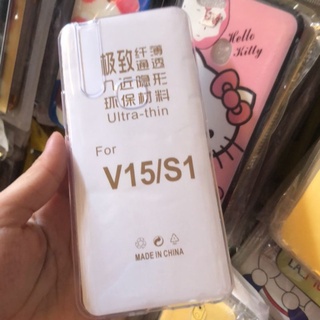 极致纤薄
通透
几近隐形
环保材料
Ultra-thin
For
V15/S1
MADE IN CHINA
Hello
Kitty